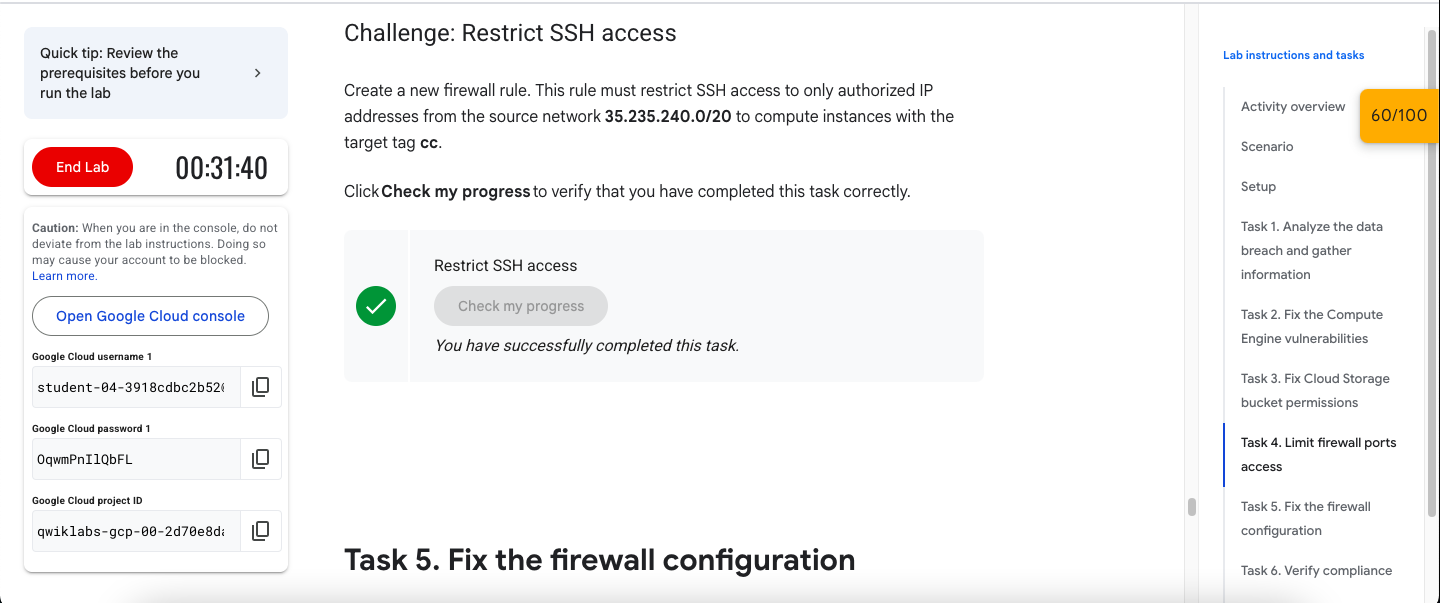 Quick tip: Review the
prerequisites before you
run the lab
End Lab
00:31:40
Caution: When you are in the console, do not
deviate from the lab instructions. Doing so
may cause your account to be blocked.
Learn more.
Open Google Cloud console
Google Cloud username 1
student-04-3918cdbc2b520
Google Cloud password 1
OqwmPnIlQbFL
Google Cloud project ID
qwiklabs-gcp-00-2d70e8da
Challenge: Restrict SSH access
Create a new firewall rule. This rule must restrict SSH access to only authorized IP
addresses from the source network 35.235.240.0/20 to compute instances with the
target tag cc.
Click Check my progress to verify that you have completed this task correctly.
Restrict SSH access
Check my progress
You have successfully completed this task.
Task 5. Fix the firewall configuration
Lab instructions and tasks
Activity overview
60/100
Scenario
Setup
Task 1. Analyze the data
breach and gather
information
Task 2. Fix the Compute
Engine vulnerabilities
Task 3. Fix Cloud Storage
bucket permissions
Task 4. Limit firewall ports
access
Task 5. Fix the firewall
configuration
Task 6. Verify compliance